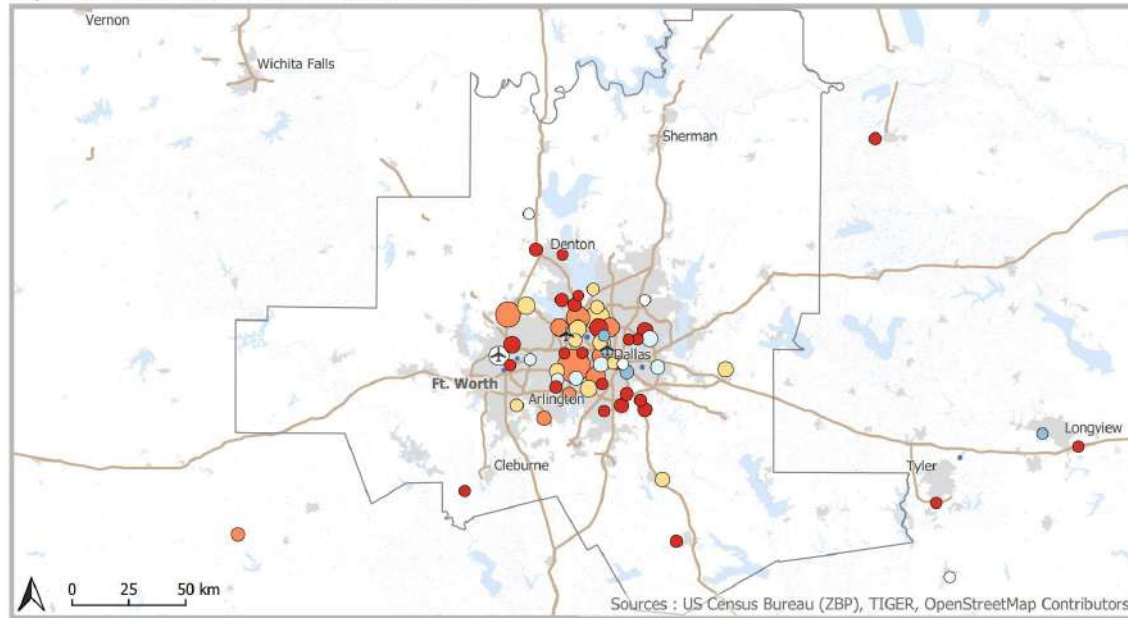 Vernon
Wichita Falls
Sherman
Denton
Dallas
Ft. Worth
Arlington
Longview
Cleburne
Tyler
0 25 50 km
Sources : US Census Bureau (ZBP), TIGER, OpenStreetMap Contributors